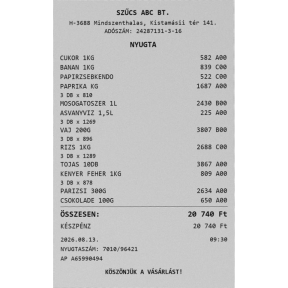 SZŰCS ABC BT.
H-3688 Mindszenthalas, Kistamásii tér 141.
ADÓSZÁM: 24287131-3-16
NYUGTA
CUKOR 1KG 582 A00
BANAN 1KG 839 C00
PAPIRZSEBKENDO 522 C00
PAPRIKA KG 1687 A00
3 DB x 810
MOSOGATOSZER 1L 2430 B00
ASVANYVIZ 1,5L 225 A00
3 DB x 1269
VAJ 200G 3807 B00
3 DB x 896
RIZS 1KG 2688 C00
3 DB x 1289
TOJAS 10DB 3867 A00
KENYER FEHER 1KG 809 A00
3 DB x 878
PARIZSI 300G 2634 A00
CSOKOLADE 100G 650 A00
ÖSSZESEN: 20 740 Ft
KÉSZPÉNZ 20 740 Ft
2026.08.13. 09:30
NYUGTASZÁM: 7010/96421
AP A65990494
KÖSZÖNJÜK A VÁSÁRLÁST!